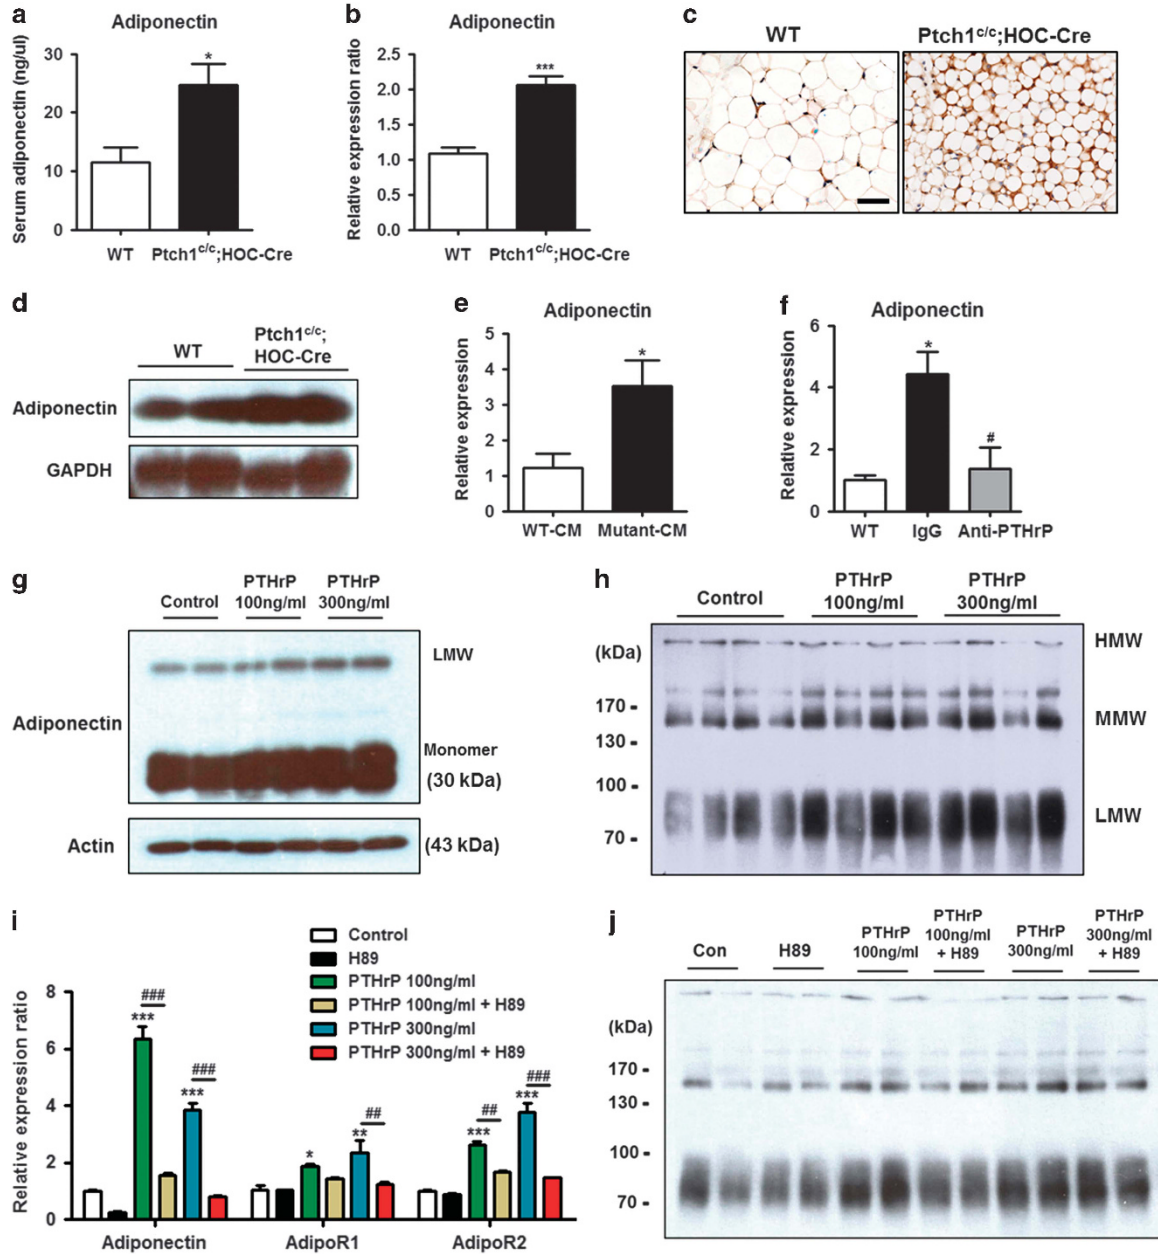 a
Adiponectin
Serum adiponectin (ng/ul)
30
20
10
0
*
WT
Ptch1c/c;HOC-Cre
b
Adiponectin
Relative expression ratio
2.5
2.0
1.5
1.0
0.5
0.0
***
WT
Ptch1c/c;HOC-Cre
c
WT
Ptch1c/c;HOC-Cre
d
WT
Ptch1c/c;
HOC-Cre
Adiponectin
GAPDH
e
Adiponectin
Relative expression
5
4
3
2
1
0
*
WT-CM
Mutant-CM
f
Adiponectin
Relative expression
6
4
2
0
*
#
WT
IgG
Anti-PTHrP
g
Control
PTHrP
100ng/ml
PTHrP
300ng/ml
Adiponectin
LMW
Monomer
(30 kDa)
Actin
(43 kDa)
h
Control
PTHrP
100ng/ml
PTHrP
300ng/ml
(kDa)
170 -
130 -
100 -
70 -
HMW
MMW
LMW
i
Control
H89
PTHrP 100ng/ml
PTHrP 100ng/ml + H89
PTHrP 300ng/ml
PTHrP 300ng/ml + H89
Relative expression ratio
8
6
4
2
0
###
***
###
***
*
##
**
##
***
###
***
Adiponectin
AdipoR1
AdipoR2
j
Con
H89
PTHrP
100ng/ml
PTHrP
100ng/ml
+ H89
PTHrP
300ng/ml
PTHrP
300ng/ml
+ H89
(kDa)
170 -
130 -
100 -
70 -